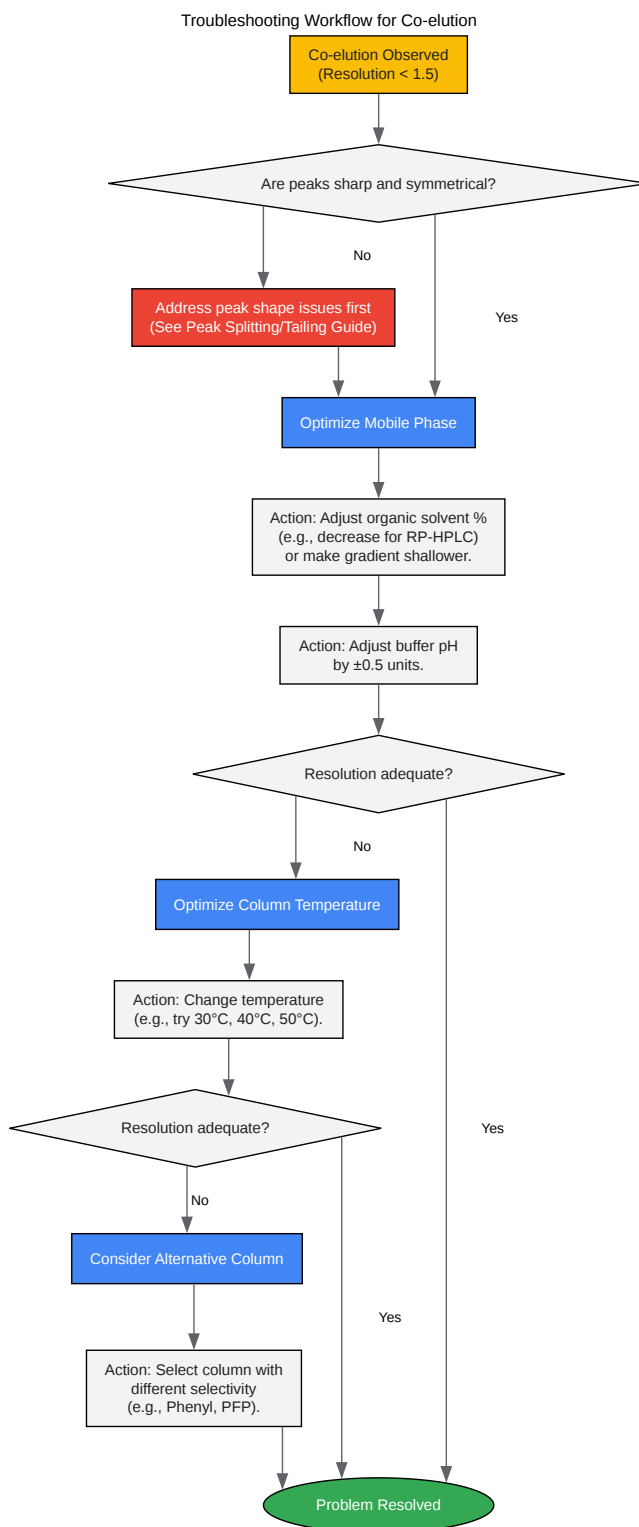 Troubleshooting Workflow for Co-elution
Co-elution Observed
(Resolution < 1.5)
Are peaks sharp and symmetrical?
No
Address peak shape issues first
(See Peak Splitting/Tailing Guide)
Yes
Optimize Mobile Phase
Action: Adjust organic solvent %
(e.g., decrease for RP-HPLC)
or make gradient shallower.
Action: Adjust buffer pH
by ±0.5 units.
Resolution adequate?
No
Optimize Column Temperature
Action: Change temperature
(e.g., try 30°C, 40°C, 50°C).
Resolution adequate?
Yes
No
Consider Alternative Column
Yes
Action: Select column with
different selectivity
(e.g., Phenyl, PFP).
Problem Resolved